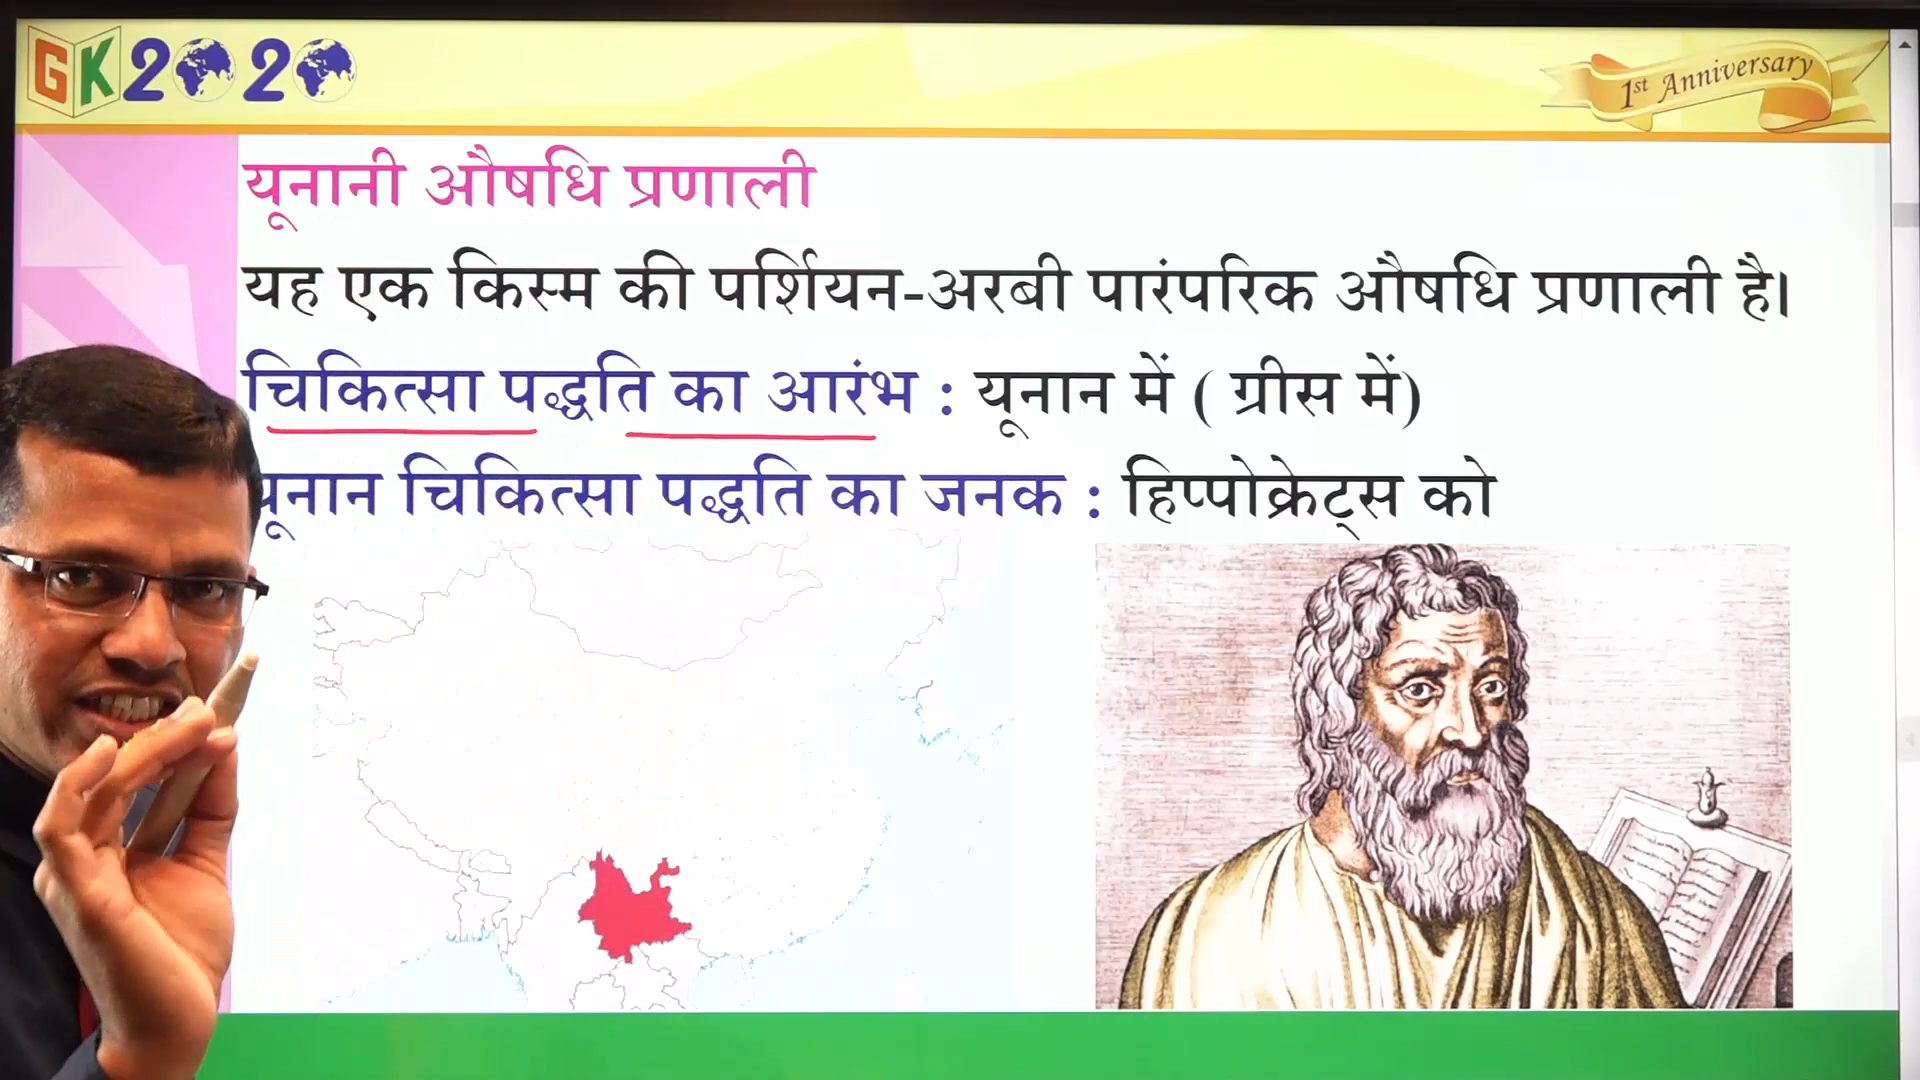 GK2020
1st Anniversary
यूनानी औषधि प्रणाली
यह एक किस्म की पर्शियन-अरबी पारंपरिक औषधि प्रणाली है।
चिकित्सा पद्धति का आरंभ : यूनान में ( ग्रीस में)
यूनान चिकित्सा पद्धति का जनक : हिप्पोक्रेट्स को